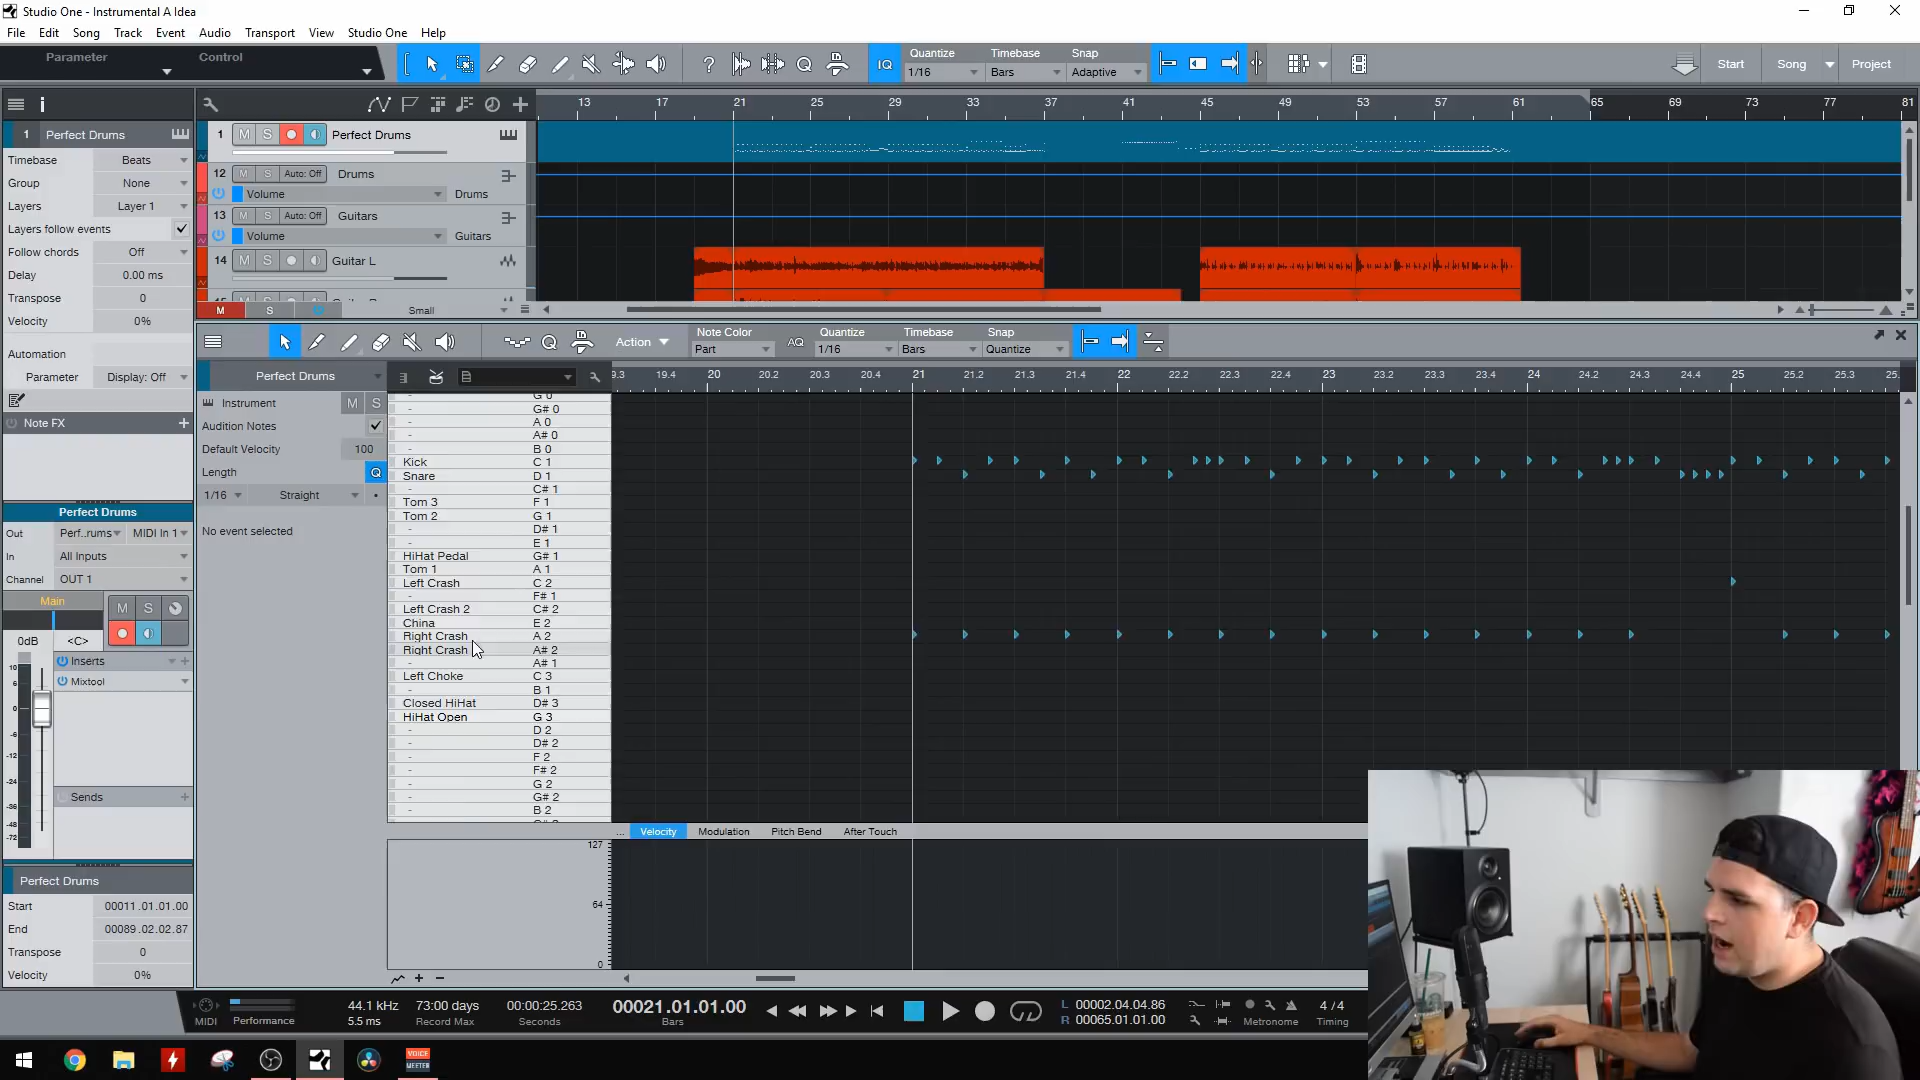 Studio One - Instrumental A Idea
File Edit Song Track Event Audio Transport View Studio One Help
Parameter Control
IQ Quantize Timebase Snap
1/16 Bars Adaptive
Start Song Project
13 17 21 25 29 33 37 41 45 49 53 57 61 65 69 73 77 81
1 Perfect Drums
1 M S Perfect Drums
Timebase Beats
12 M S Auto: Off Drums
Group None
Volume Drums
Layers Layer 1
13 M S Auto: Off Guitars
Layers follow events
Volume Guitars
Follow chords Off
14 M S Guitar L
Delay 0.00 ms
Transpose 0
M S Small
Velocity 0%
Action Note Color Part AQ Quantize 1/16 Timebase Bars Snap Quantize
Automation
Parameter Display: Off
Perfect Drums
19.4 20 20.2 20.3 20.4 21 21.2 21.3 21.4 22 22.2 22.3 22.4 23 23.2 23.3 23.4 24 24.2 24.3 24.4 25 25.2 25.3 25.
Instrument M S
Note FX
Audition Notes
Default Velocity 100
Length Q
1/16 Straight
No event selected
G 0
- G# 0
- A 0
- A# 0
- B 0
Kick C 1
Snare D 1
- C# 1
Tom 3 F 1
Tom 2 G 1
- D# 1
- E 1
HiHat Pedal G# 1
Tom 1 A 1
Left Crash C 2
- F# 1
Left Crash 2 C# 2
China E 2
Right Crash A 2
Right Crash A# 2
- A# 1
Left Choke C 3
- B 1
Closed HiHat D# 3
HiHat Open G 3
- D 2
- D# 2
- F 2
- F# 2
- G 2
- G# 2
- B 2
Perfect Drums
Out Perf..rums MIDI In 1
In All Inputs
Channel OUT 1
Main M S
0dB <C>
Inserts
Mixtool
Sends
10
6
0
-6
-12
-24
-36
-48
-72
... Velocity Modulation Pitch Bend After Touch
127
64
0
Perfect Drums
Start 00011.01.01.00
End 00089.02.02.87
Transpose 0
Velocity 0%
MIDI Performance
44.1 kHz
5.5 ms
73:00 days
Record Max
00:00:25.263
Seconds
00021.01.01.00
Bars
L 00002.04.04.86
R 00065.01.01.00
Metronome
4 / 4
Timing
VOICE
MEETER